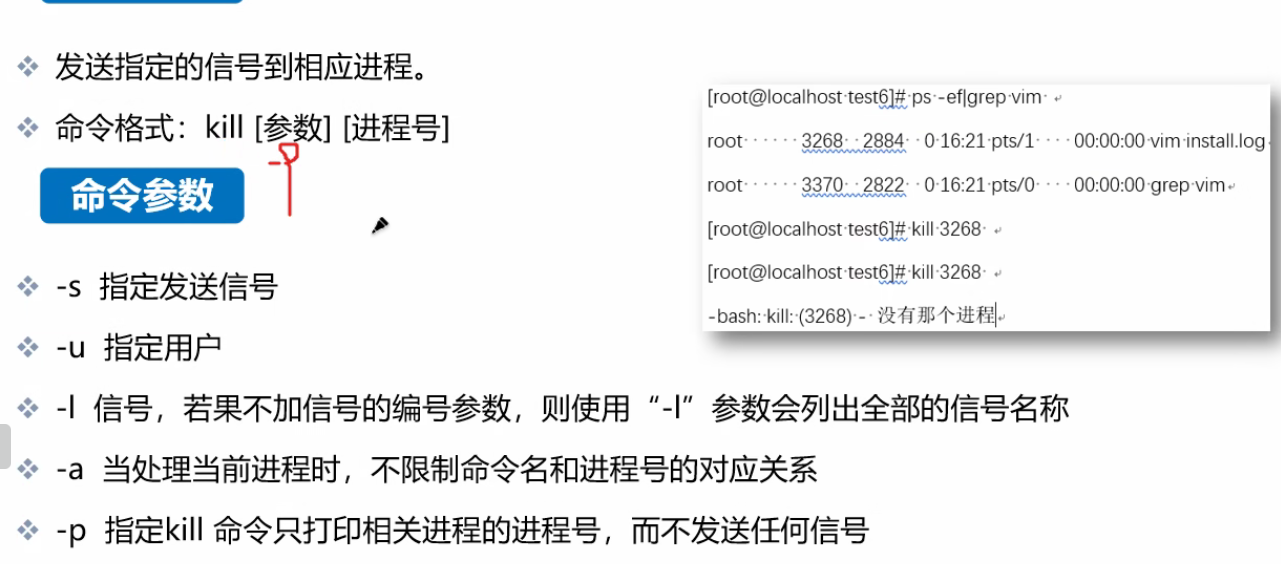 发送指定的信号到相应进程。
命令格式：kill [参数] [进程号]
-9
命令参数
-s 指定发送信号
-u 指定用户
-l 信号，若果不加信号的编号参数，则使用“-l”参数会列出全部的信号名称
-a 当处理当前进程时，不限制命令名和进程号的对应关系
-p 指定kill 命令只打印相关进程的进程号，而不发送任何信号
[root@localhost test6]# ps -ef|grep vim
root 3268 2884 0 16:21 pts/1 00:00:00 vim install.log
root 3370 2822 0 16:21 pts/0 00:00:00 grep vim
[root@localhost test6]# kill 3268
[root@localhost test6]# kill 3268
-bash: kill: (3268) - 没有那个进程